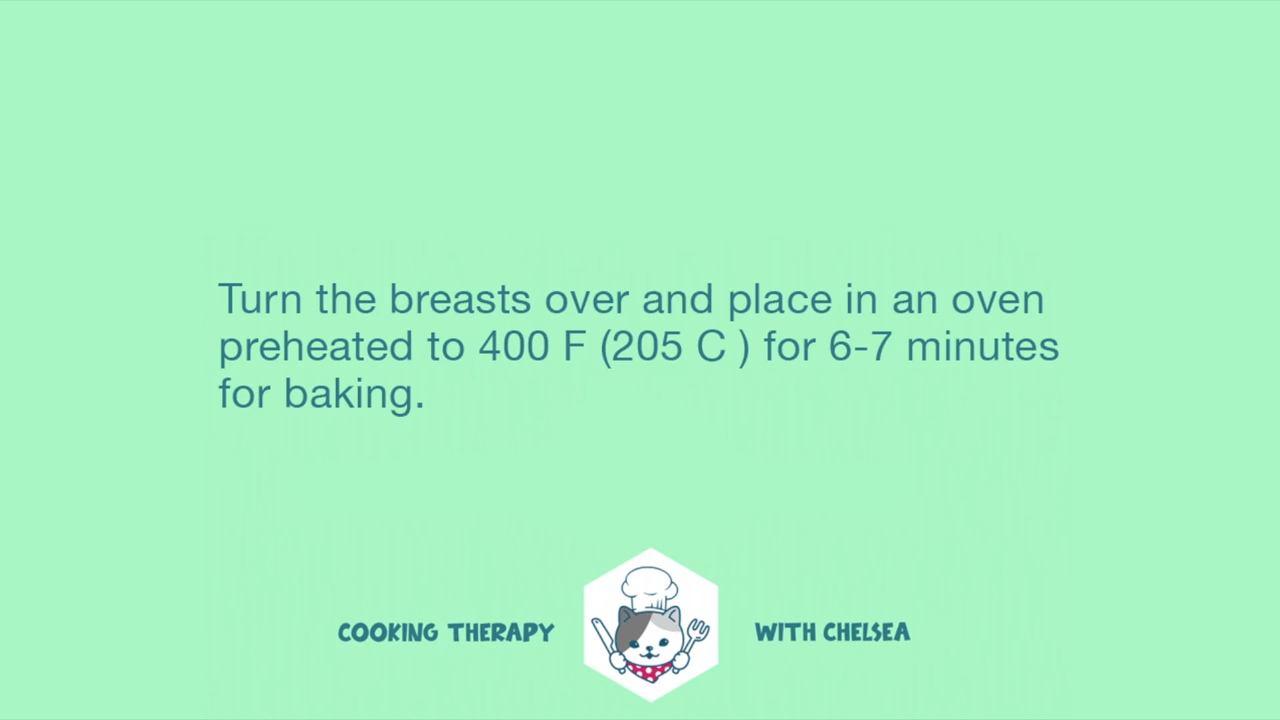 Turn the breasts over and place in an oven
preheated to 400 F (205 C ) for 6-7 minutes
for baking.
COOKING THERAPY WITH CHELSEA